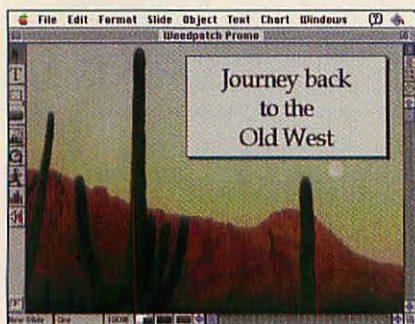 File Edit Format Slide Object Text Chart Windows
Weedpatch Promo
Journey back
to the
Old West
New Slide One 100%